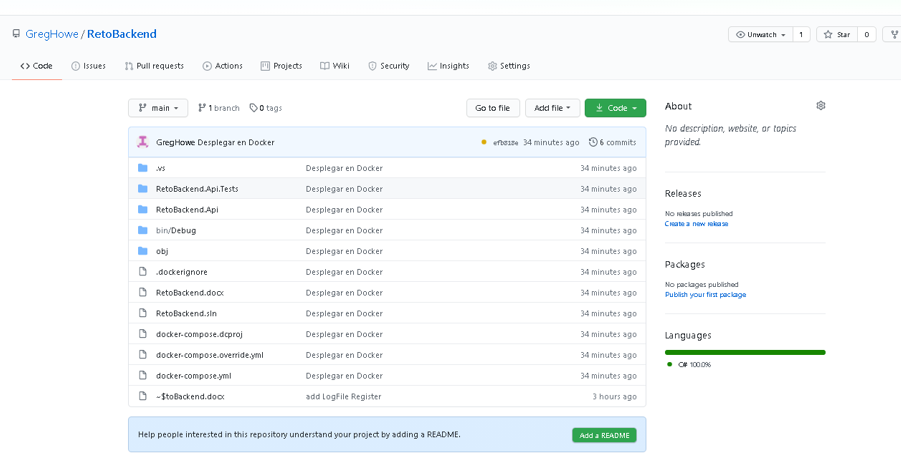 GregHowe / RetoBackend
Unwatch 1
Star 0
Code Issues Pull requests Actions Projects Wiki Security Insights Settings
main 1 branch 0 tags Go to file Add file Code
GregHowe Desplegar en Docker 34 minutes ago 6 commits
.vs Desplegar en Docker 34 minutes ago
RetoBackend.Api.Tests Desplegar en Docker 34 minutes ago
RetoBackend.Api Desplegar en Docker 34 minutes ago
bin/Debug Desplegar en Docker 34 minutes ago
obj Desplegar en Docker 34 minutes ago
.dockerignore Desplegar en Docker 34 minutes ago
RetoBackend.docx Desplegar en Docker 34 minutes ago
RetoBackend.sln Desplegar en Docker 34 minutes ago
docker-compose.dcproj Desplegar en Docker 34 minutes ago
docker-compose.override.yml Desplegar en Docker 34 minutes ago
docker-compose.yml Desplegar en Docker 34 minutes ago
~$toBackend.docx add LogFile Register 3 hours ago
Help people interested in this repository understand your project by adding a README. Add a README
About
No description, website, or topics
provided.
Releases
No releases published
Create a new release
Packages
No packages published
Publish your first package
Languages
C# 100.0%